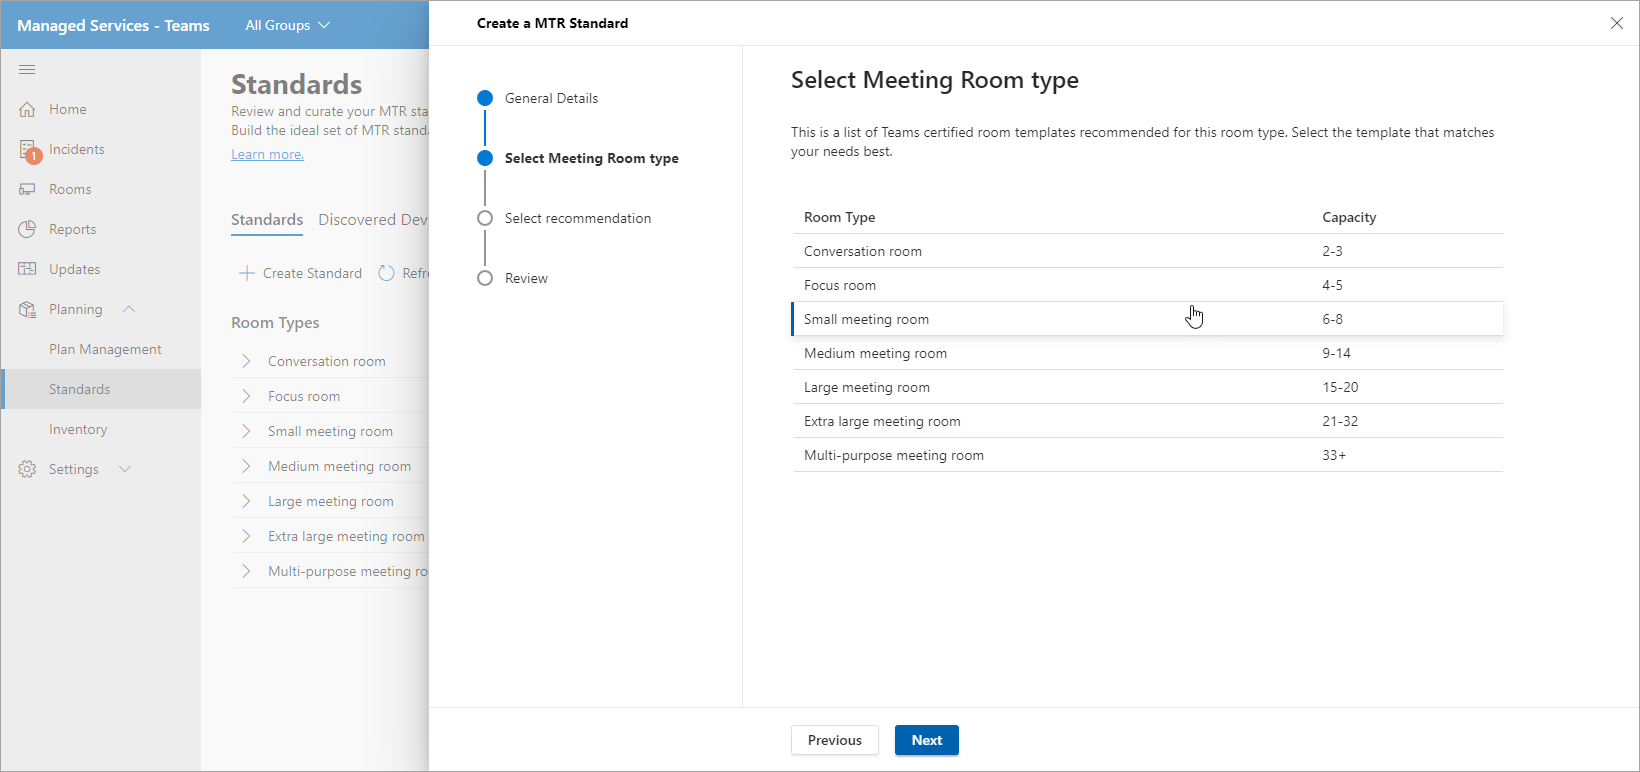 Managed Services - Teams
All Groups
Home
Incidents
1
Rooms
Reports
Updates
Planning
Plan Management
Standards
Inventory
Settings
Standards
Review and curate your MTR sta
Build the ideal set of MTR standa
Learn more.
Standards
Discovered Dev
Create Standard
Refr
Room Types
Conversation room
Focus room
Small meeting room
Medium meeting room
Large meeting room
Extra large meeting room
Multi-purpose meeting ro
Create a MTR Standard
General Details
Select Meeting Room type
Select recommendation
Review
Select Meeting Room type
This is a list of Teams certified room templates recommended for this room type. Select the template that matches
your needs best.
Room Type Capacity
Conversation room 2-3
Focus room 4-5
Small meeting room 6-8
Medium meeting room 9-14
Large meeting room 15-20
Extra large meeting room 21-32
Multi-purpose meeting room 33+
Previous
Next